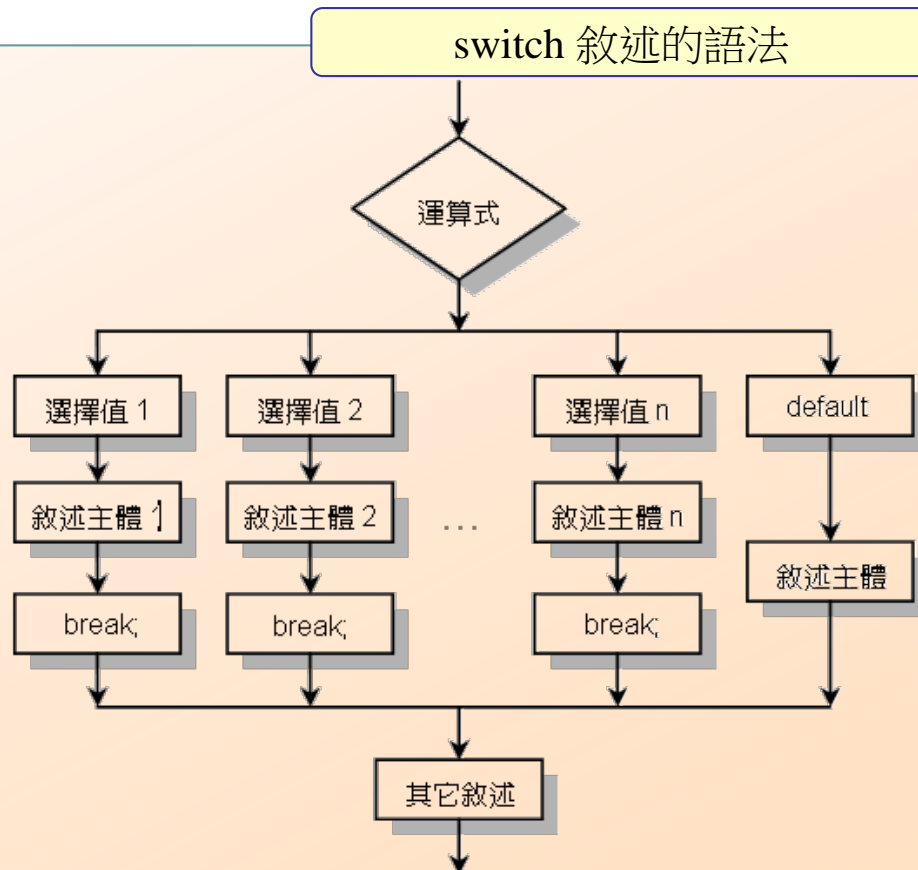 switch 敘述的語法
運算式
選擇值 1
選擇值 2
選擇值 n
default
敘述主體 1
敘述主體 2
...
敘述主體 n
敘述主體
break;
break;
break;
其它敘述